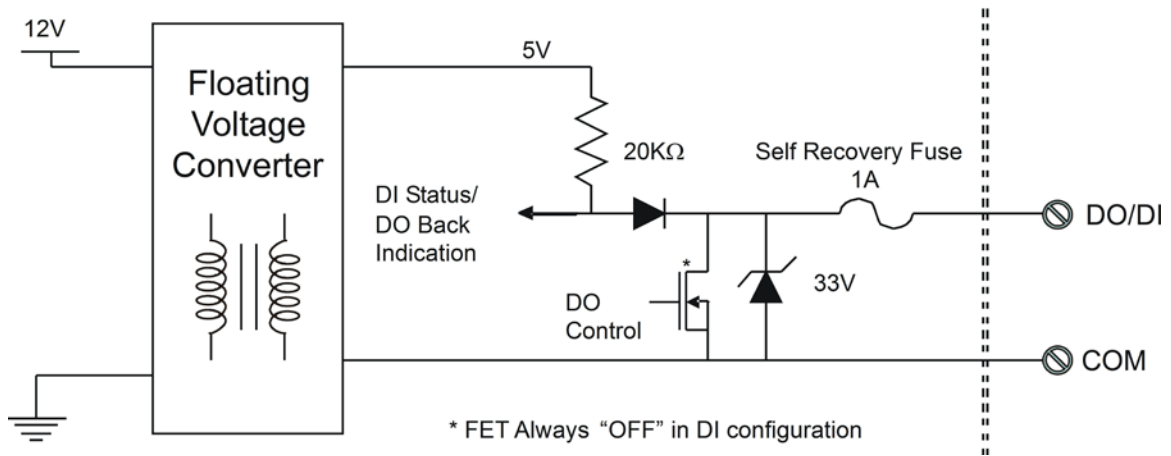 12V
Floating
Voltage
Converter
5V
20KΩ
Self Recovery Fuse
1A
DI Status/
DO Back
Indication
DO/DI
*
DO
Control
33V
COM
* FET Always “OFF” in DI configuration